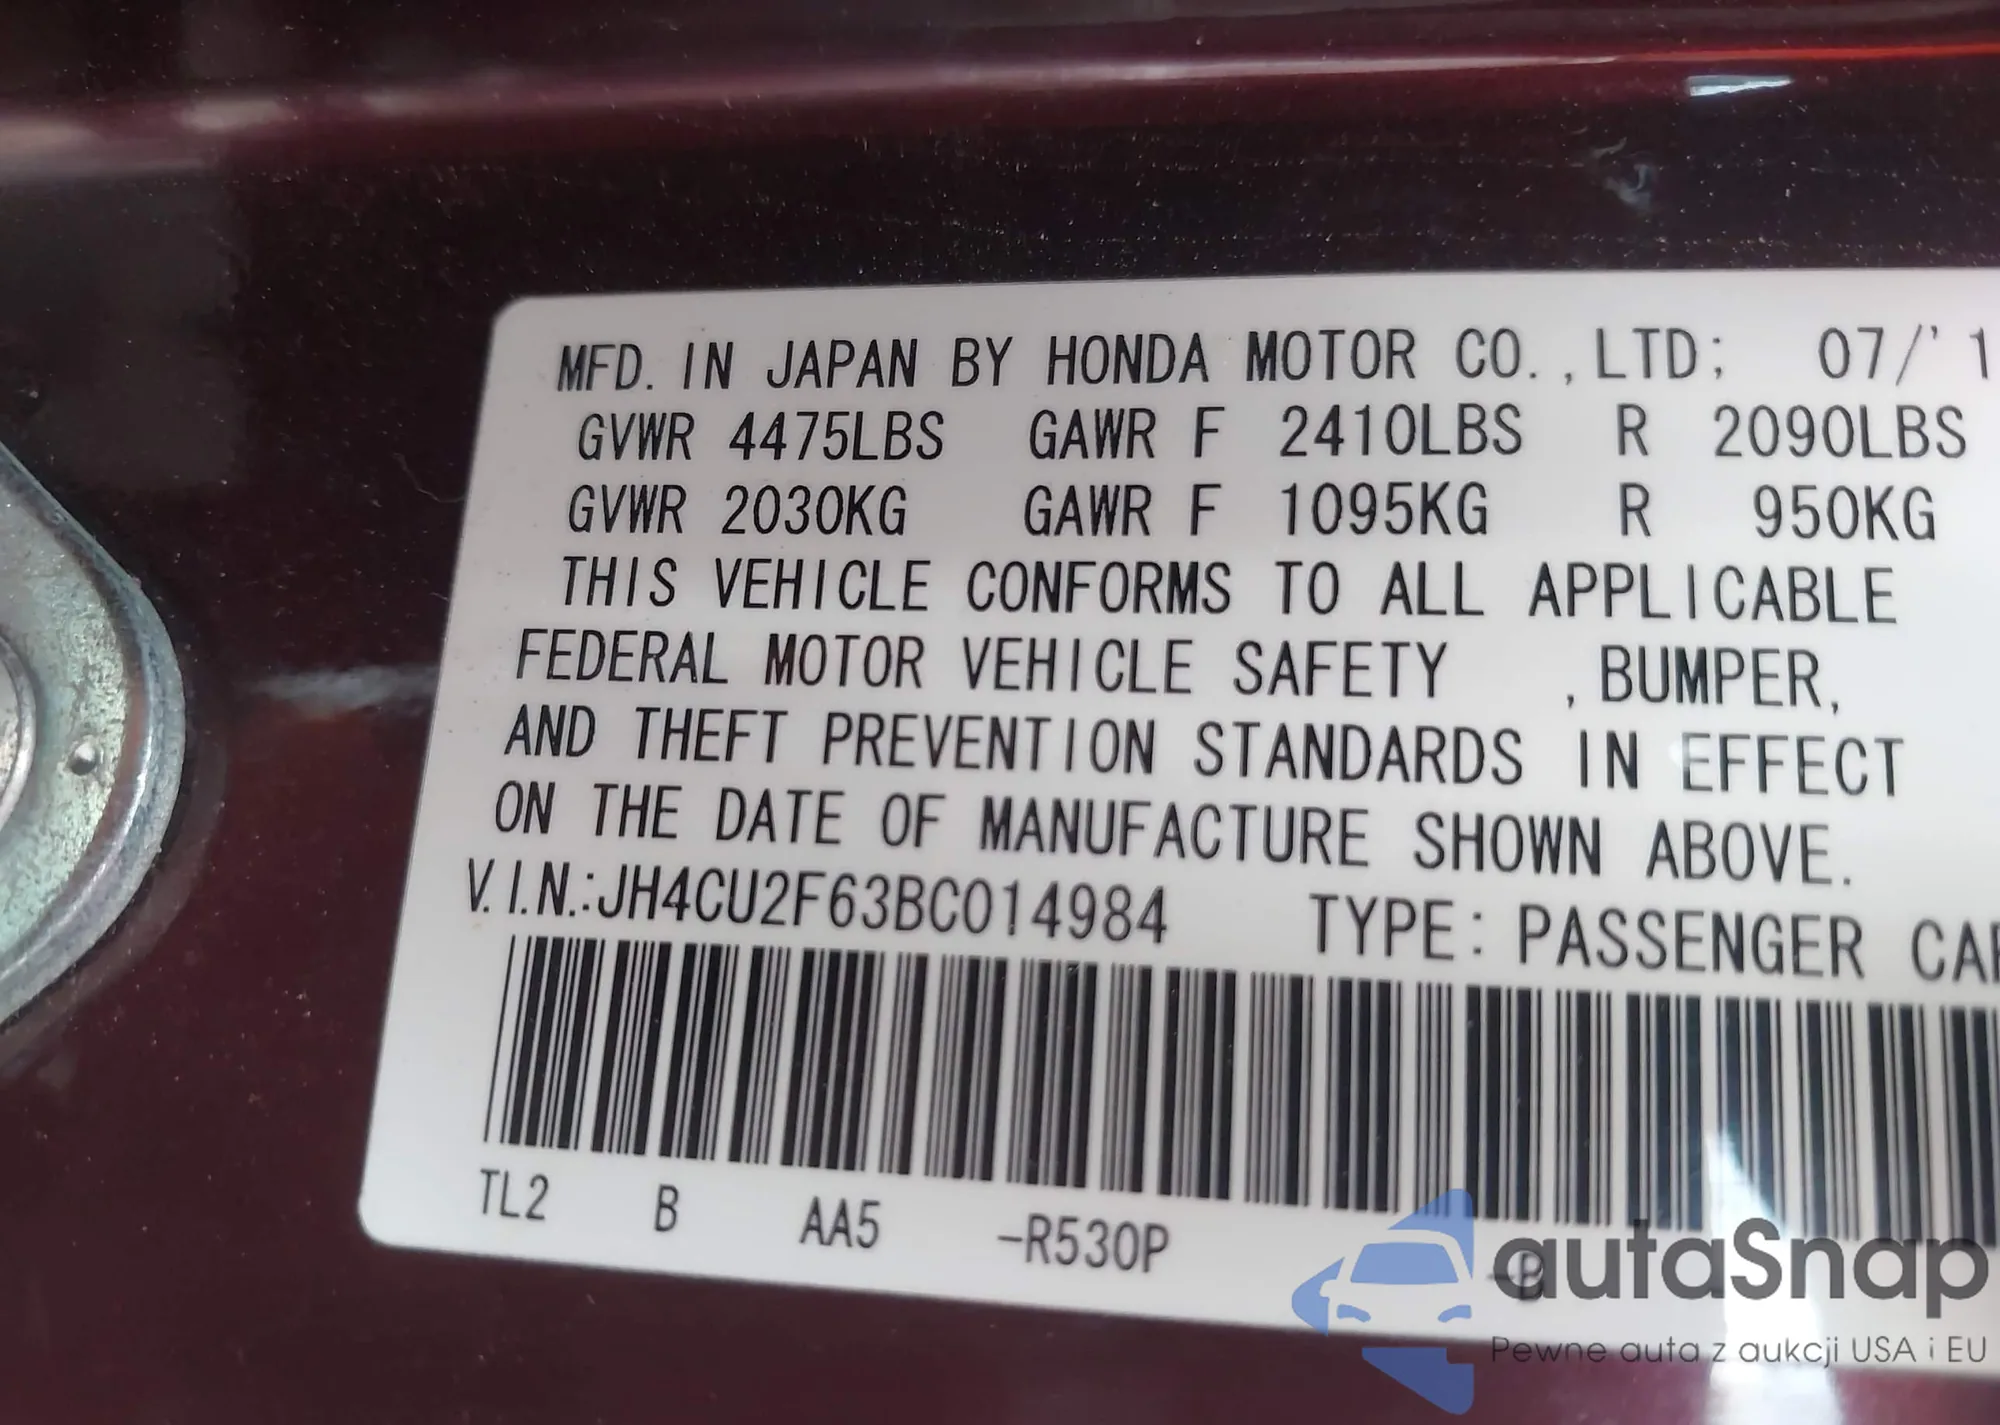 MFD. IN JAPAN BY HONDA MOTOR CO., LTD; 07/'1
GVWR 4475LBS GAWR F 2410LBS R 2090LBS
GVWR 2030KG GAWR F 1095KG R 950KG
THIS VEHICLE CONFORMS TO ALL APPLICABLE
FEDERAL MOTOR VEHICLE SAFETY , BUMPER,
AND THEFT PREVENTION STANDARDS IN EFFECT
ON THE DATE OF MANUFACTURE SHOWN ABOVE.
V.I.N.:JH4CU2F63BC014984 TYPE: PASSENGER CAR
TL2 B AA5 -R530P
autaSnap
Pewne auta z aukcji USA i EU